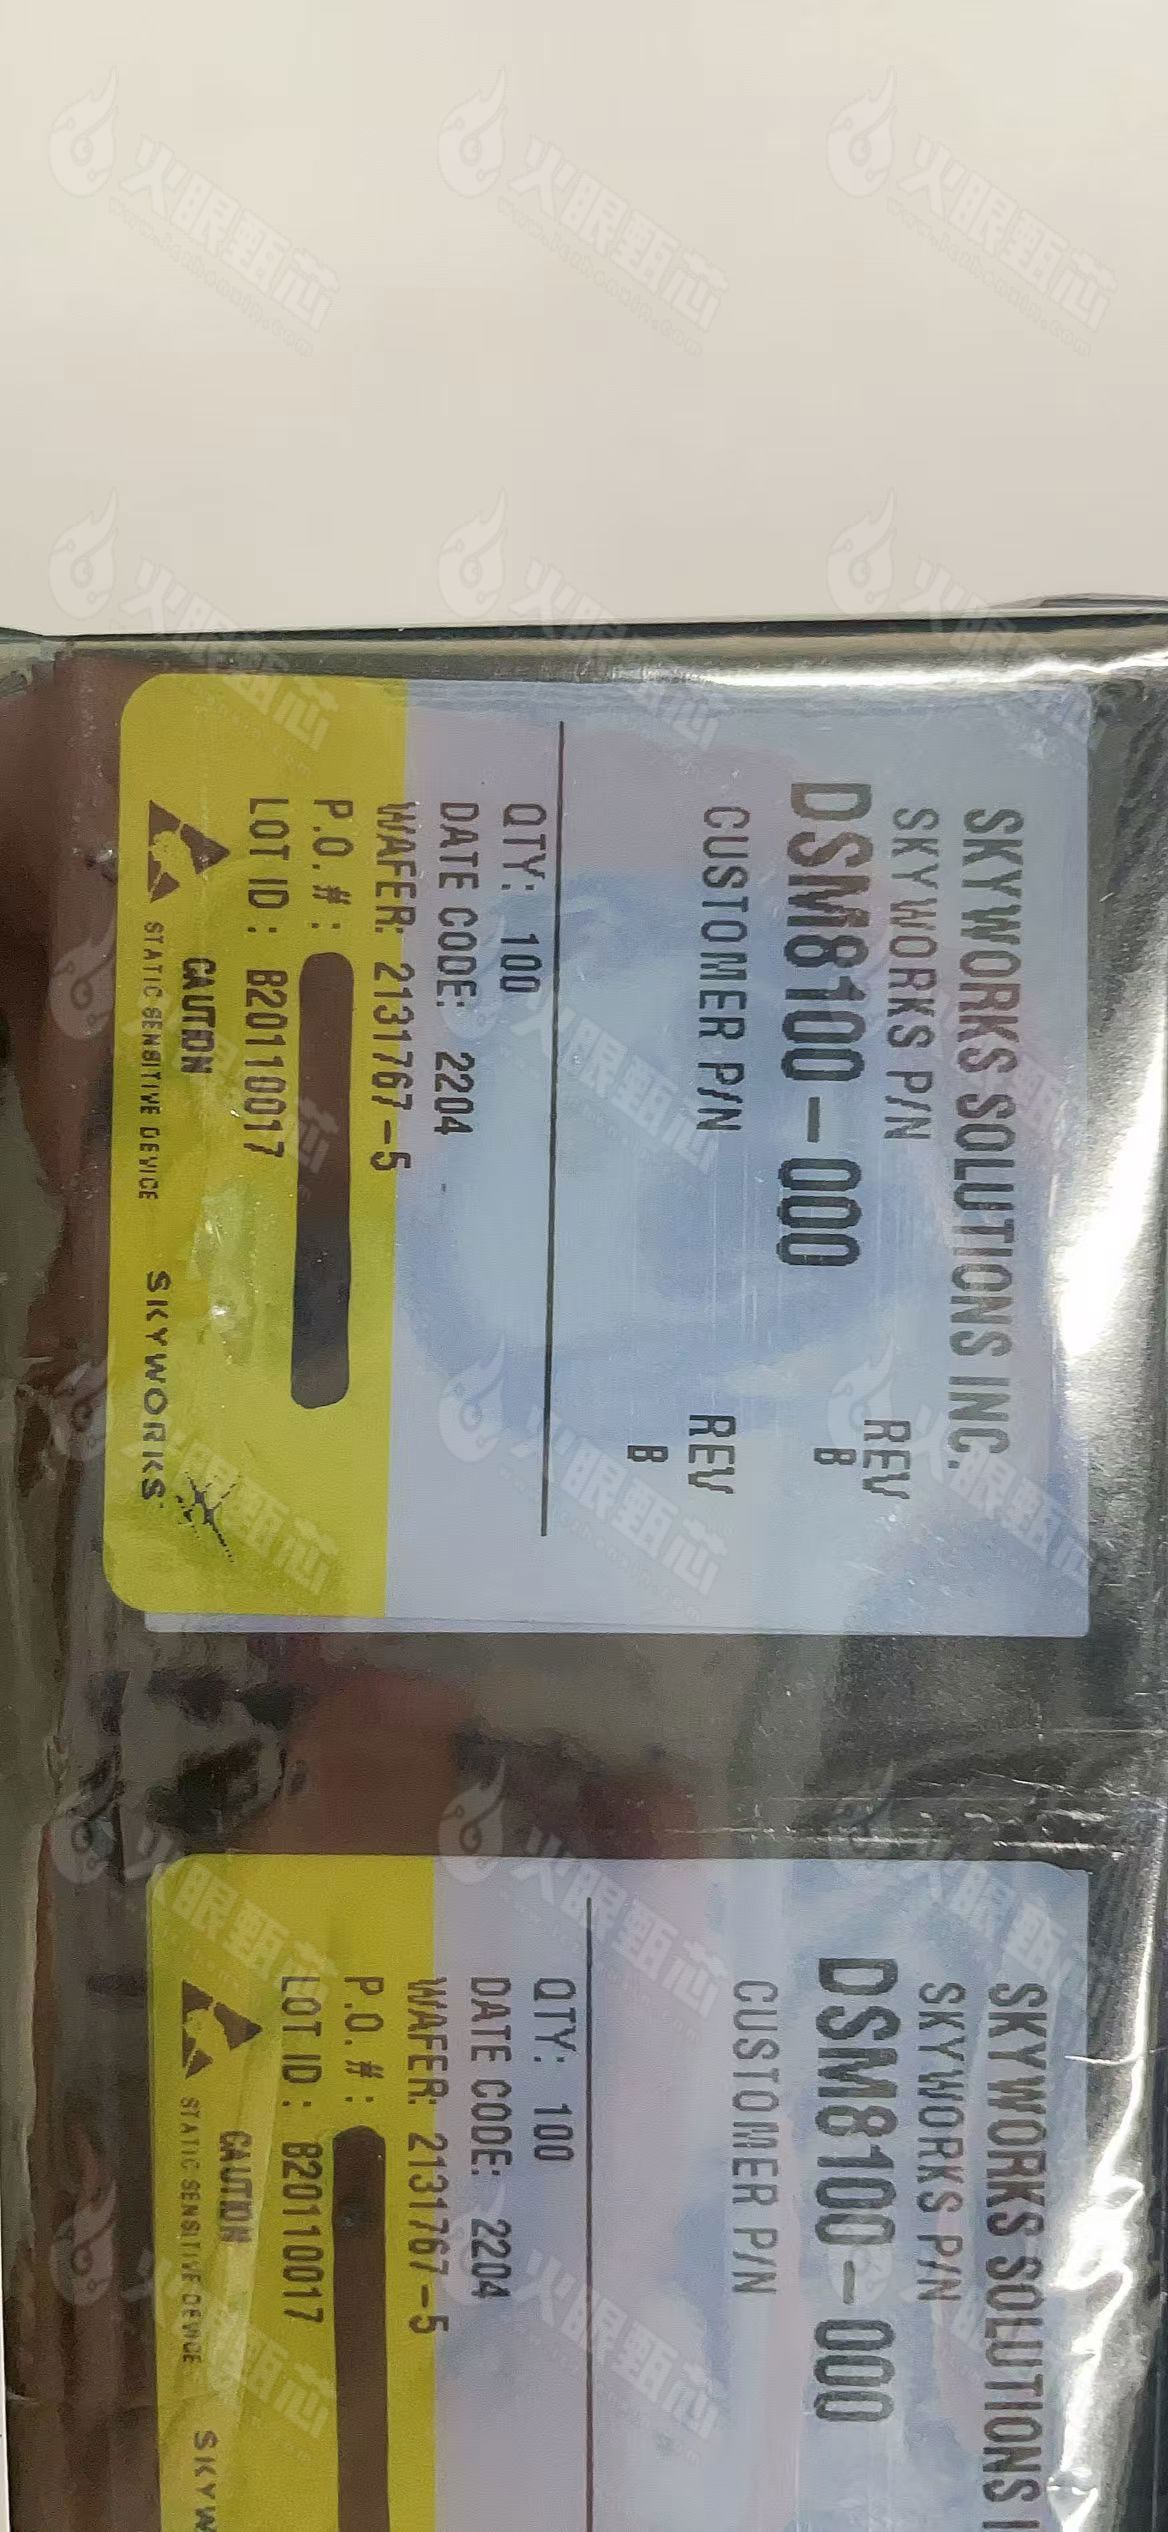 SKYWORKS SOLUTIONS INC.
SKYWORKS P/N
REV
DSM8100-000
B
CUSTOMER P/N
REV
B
QTY: 100
DATE CODE: 2204
WAFER: 2131767-5
P.O.#:
LOT ID: B20110017
CAUTION
STATIC SENSITIVE DEVICE
SKYWORKS
SKYWORKS SOLUTIONS I
SKYWORKS P/N
DSM8100-000
CUSTOMER P/N
QTY: 100
DATE CODE: 2204
WAFER: 2131767-5
P.O.#:
LOT ID: B20110017
CAUTION
STATIC SENSITIVE DEVICE
SKYW
火眼甄芯